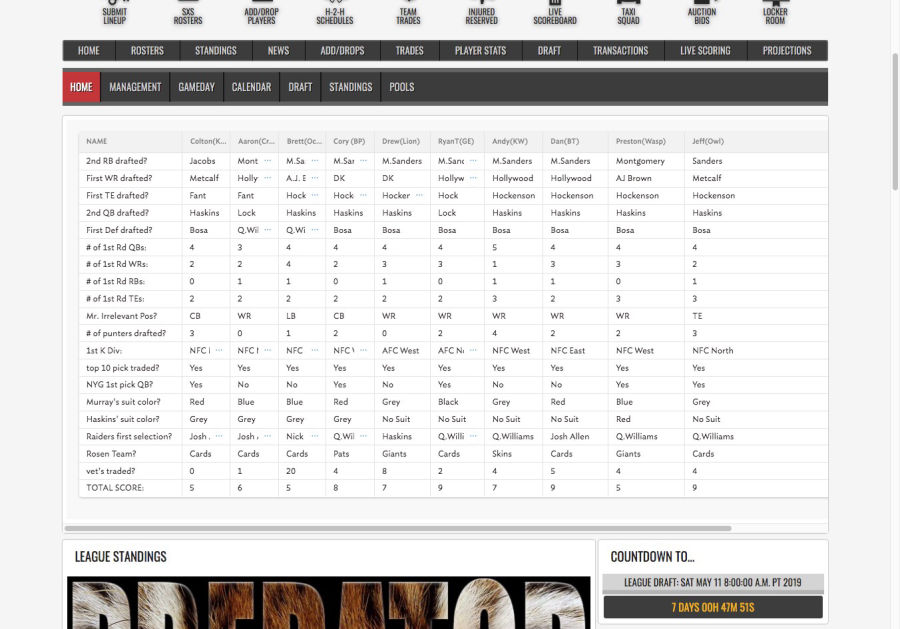 SUBMIT LINEUP SXS ROSTERS ADD/DROP PLAYERS H-2-H SCHEDULES TEAM TRADES INJURED RESERVED LIVE SCOREBOARD TAXI SQUAD AUCTION BIDS LOCKER ROOM
HOME ROSTERS STANDINGS NEWS ADD/DROPS TRADES PLAYER STATS DRAFT TRANSACTIONS LIVE SCORING PROJECTIONS
HOME MANAGEMENT GAMEDAY CALENDAR DRAFT STANDINGS POOLS
NAME Colton(K... Aaron(Cr... Brett(Oc... Cory (BP) Drew(Lion) RyanT(GE) Andy(KW) Dan(BT) Preston(Wasp) Jeff(Owl)
2nd RB drafted? Jacobs Mont ... M.Sa ... M.Sar ... M.Sanders M.Sanc ... M.Sanders M.Sanders Montgomery Sanders
First WR drafted? Metcalf Holly ... A.J. E ... DK DK Hollyw ... Hollywood Hollywood AJ Brown Metcalf
First TE drafted? Fant Fant Hock ... Hock ... Hocker ... Hock Hockenson Hockenson Hockenson Hockenson
2nd QB drafted? Haskins Lock Haskins Haskins Haskins Lock Haskins Haskins Haskins Haskins
First Def drafted? Bosa Q.Wil ... Q.Wi ... Bosa Bosa Bosa Bosa Bosa Bosa Bosa
# of 1st Rd QBs: 4 3 4 4 4 4 5 4 4 4
# of 1st Rd WRs: 2 2 4 2 3 3 1 3 3 2
# of 1st Rd RBs: 0 1 1 0 1 0 1 1 0 1
# of 1st Rd TEs: 2 2 2 2 2 2 3 2 3 3
Mr. Irrelevant Pos? CB WR LB CB WR WR WR WR WR TE
# of punters drafted? 3 0 1 2 0 2 4 2 2 3
1st K Div: NFC ... NFC ... NFC ... NFC ... AFC West AFC ... NFC West NFC East NFC West NFC North
top 10 pick traded? Yes Yes Yes Yes Yes Yes Yes Yes Yes Yes
NYG 1st pick QB? Yes No No Yes No Yes No No Yes Yes
Murray's suit color? Red Blue Blue Red Grey Black Grey Red Blue Grey
Haskins' suit color? Grey Grey Grey Grey No Suit No Suit No Suit No Suit Red No Suit
Raiders first selection? Josh . ... Josh ... Nick ... Q.Wil ... Haskins Q.Willi ... Q.Williams Josh Allen Q.Williams Q.Williams
Rosen Team? Cards Cards Cards Pats Giants Cards Skins Cards Giants Cards
vet's traded? 0 1 20 4 8 2 4 5 4 4
TOTAL SCORE: 5 6 5 8 7 9 7 9 5 9
LEAGUE STANDINGS
PREDATOR
COUNTDOWN TO...
LEAGUE DRAFT: SAT MAY 11 8:00:00 A.M. PT 2019
7 DAYS 00H 47M 51S